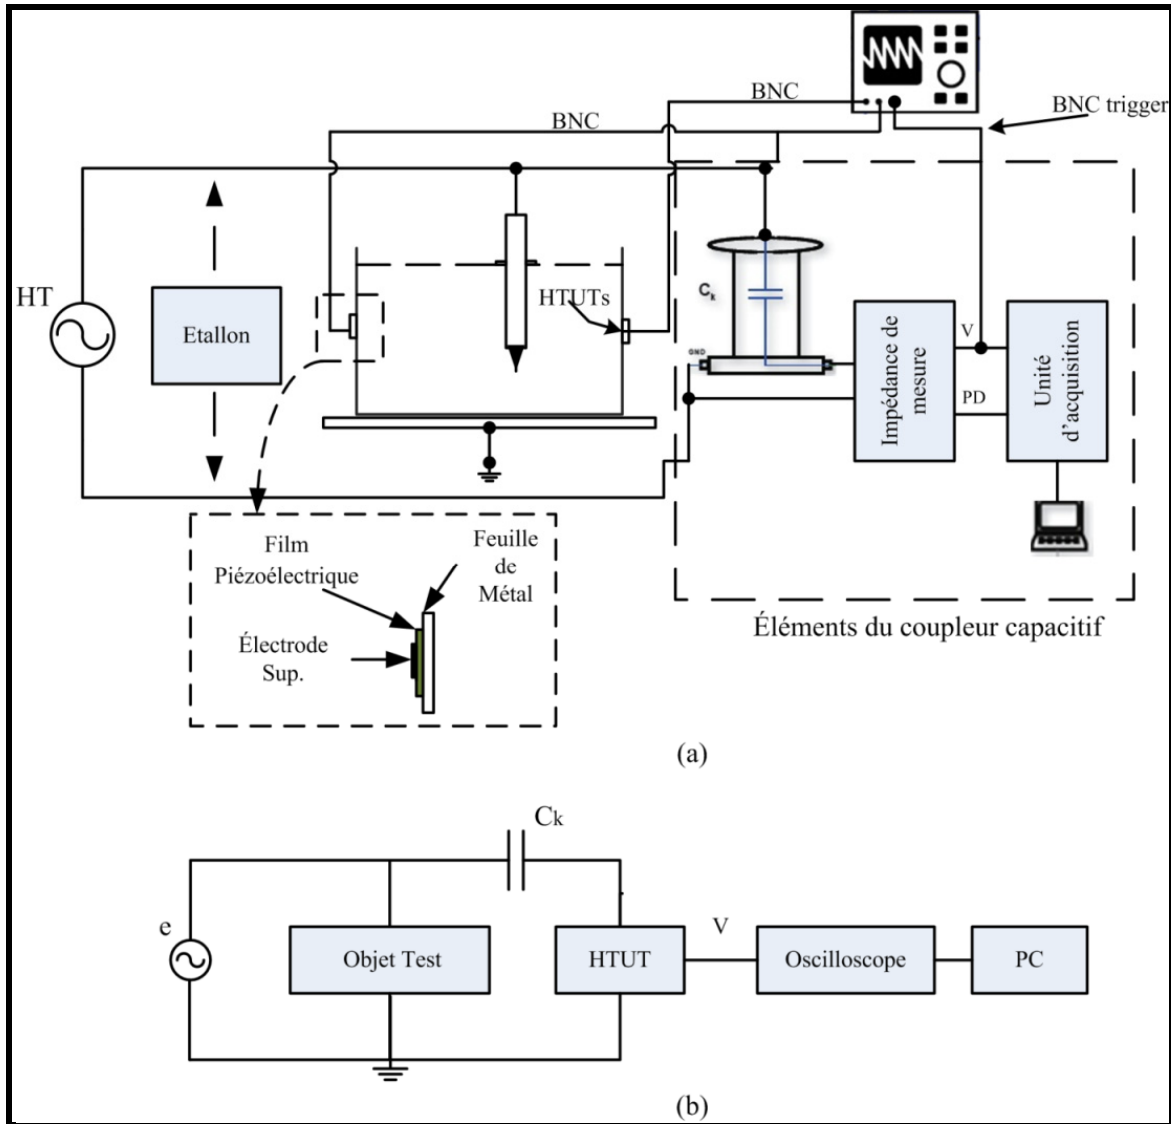 BNC
BNC trigger
BNC
HT
Etallon
HTUTs
Ck
GND
Impédance de
mesure
V
PD
Unité
d'acquisition
Film
Piézoélectrique
Feuille
de
Métal
Électrode
Sup.
Éléments du coupleur capacitif
(a)
Ck
e
Objet Test
HTUT
V
Oscilloscope
PC
(b)